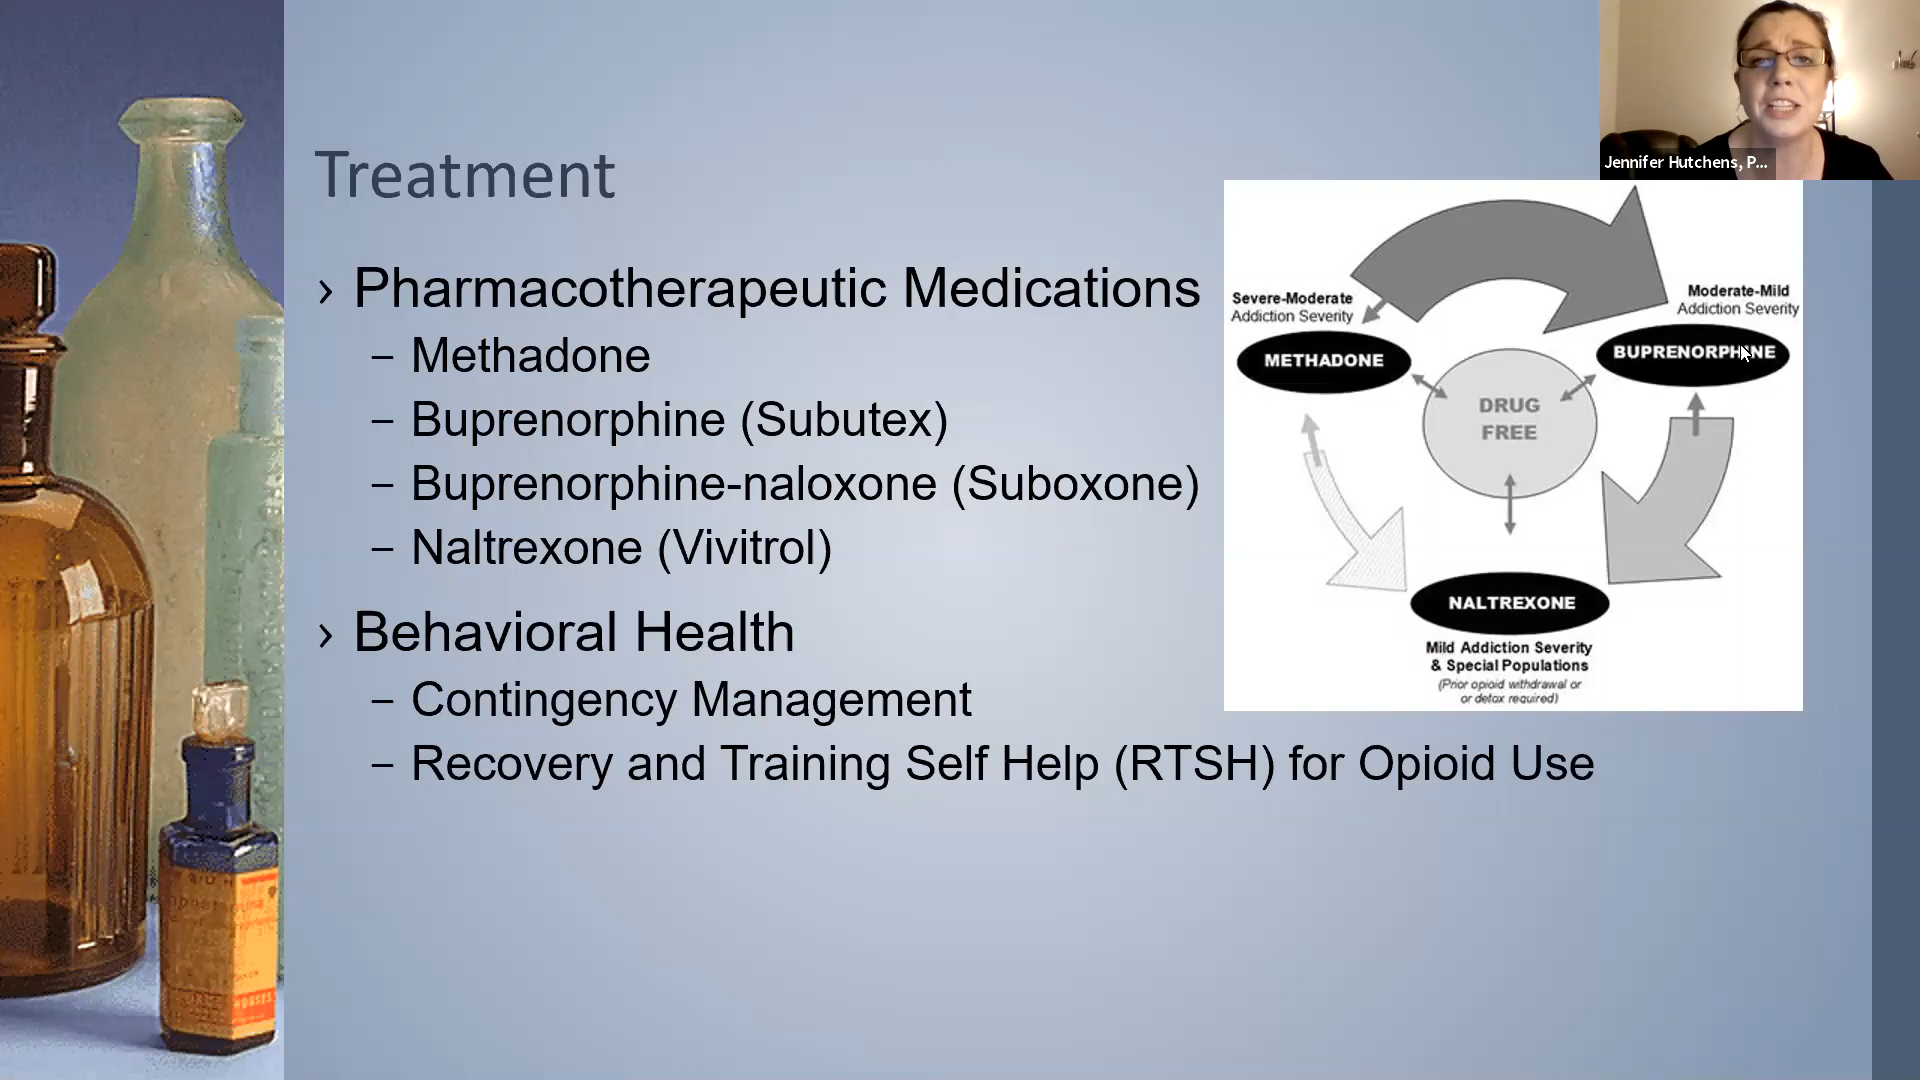 Jennifer Hutchens, P...
Treatment
› Pharmacotherapeutic Medications
– Methadone
– Buprenorphine (Subutex)
– Buprenorphine-naloxone (Suboxone)
– Naltrexone (Vivitrol)
› Behavioral Health
– Contingency Management
– Recovery and Training Self Help (RTSH) for Opioid Use
Severe-Moderate
Addiction Severity
METHADONE
Moderate-Mild
Addiction Severity
BUPRENORPHINE
DRUG
FREE
NALTREXONE
Mild Addiction Severity
& Special Populations
(Prior opioid withdrawal or
or detox required)
HOUSES